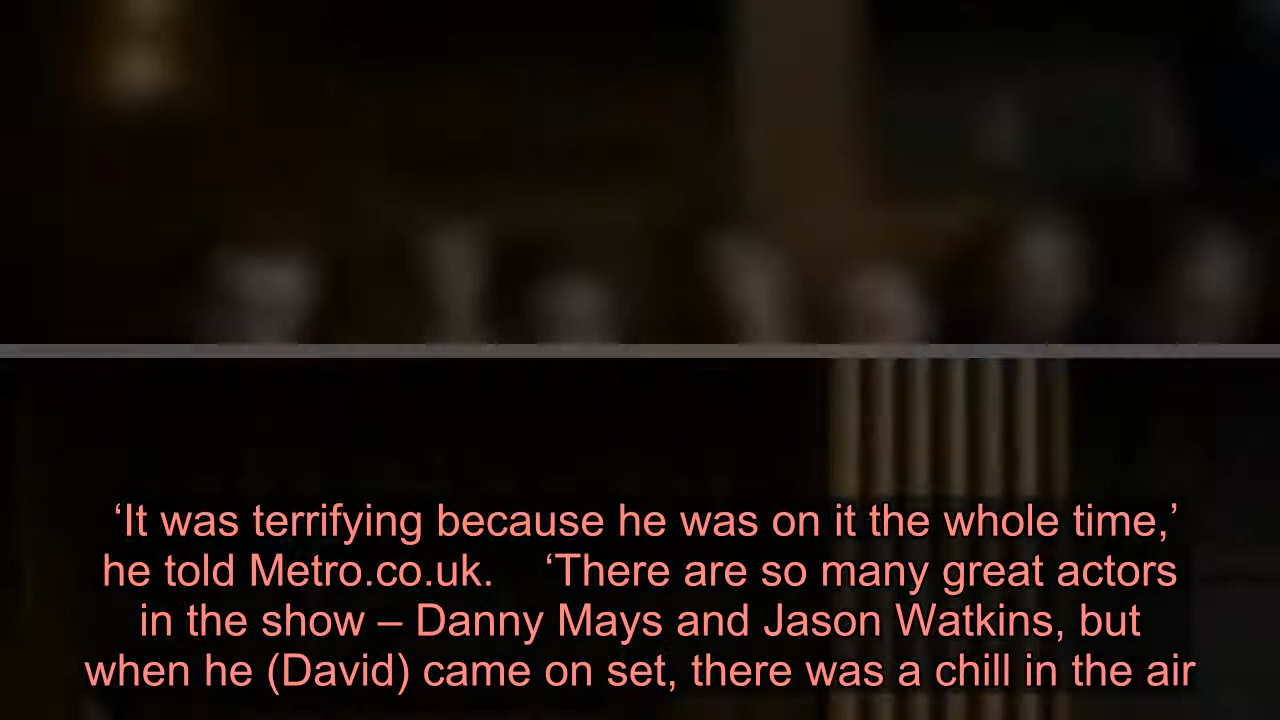 ‘It was terrifying because he was on it the whole time,’
he told Metro.co.uk. ‘There are so many great actors
in the show – Danny Mays and Jason Watkins, but
when he (David) came on set, there was a chill in the air